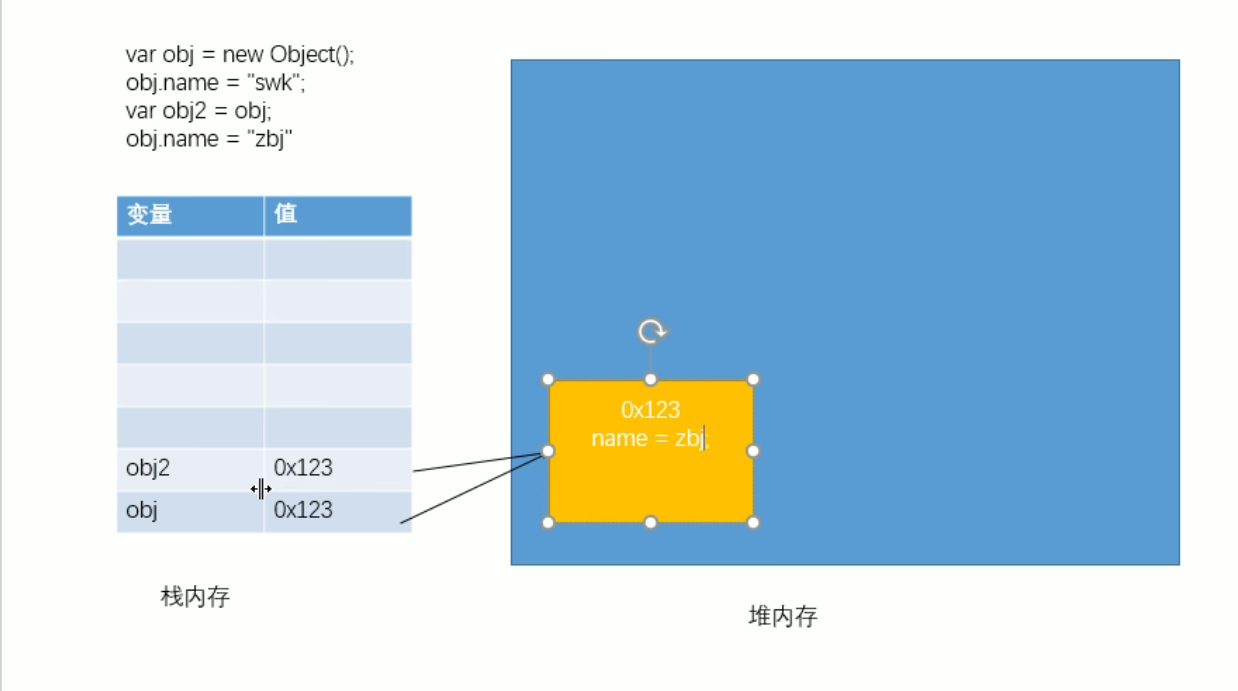 var obj = new Object();
obj.name = "swk";
var obj2 = obj;
obj.name = "zbj"
变量 值
obj2 0x123
obj 0x123
栈内存
0x123
name = zbj;
堆内存